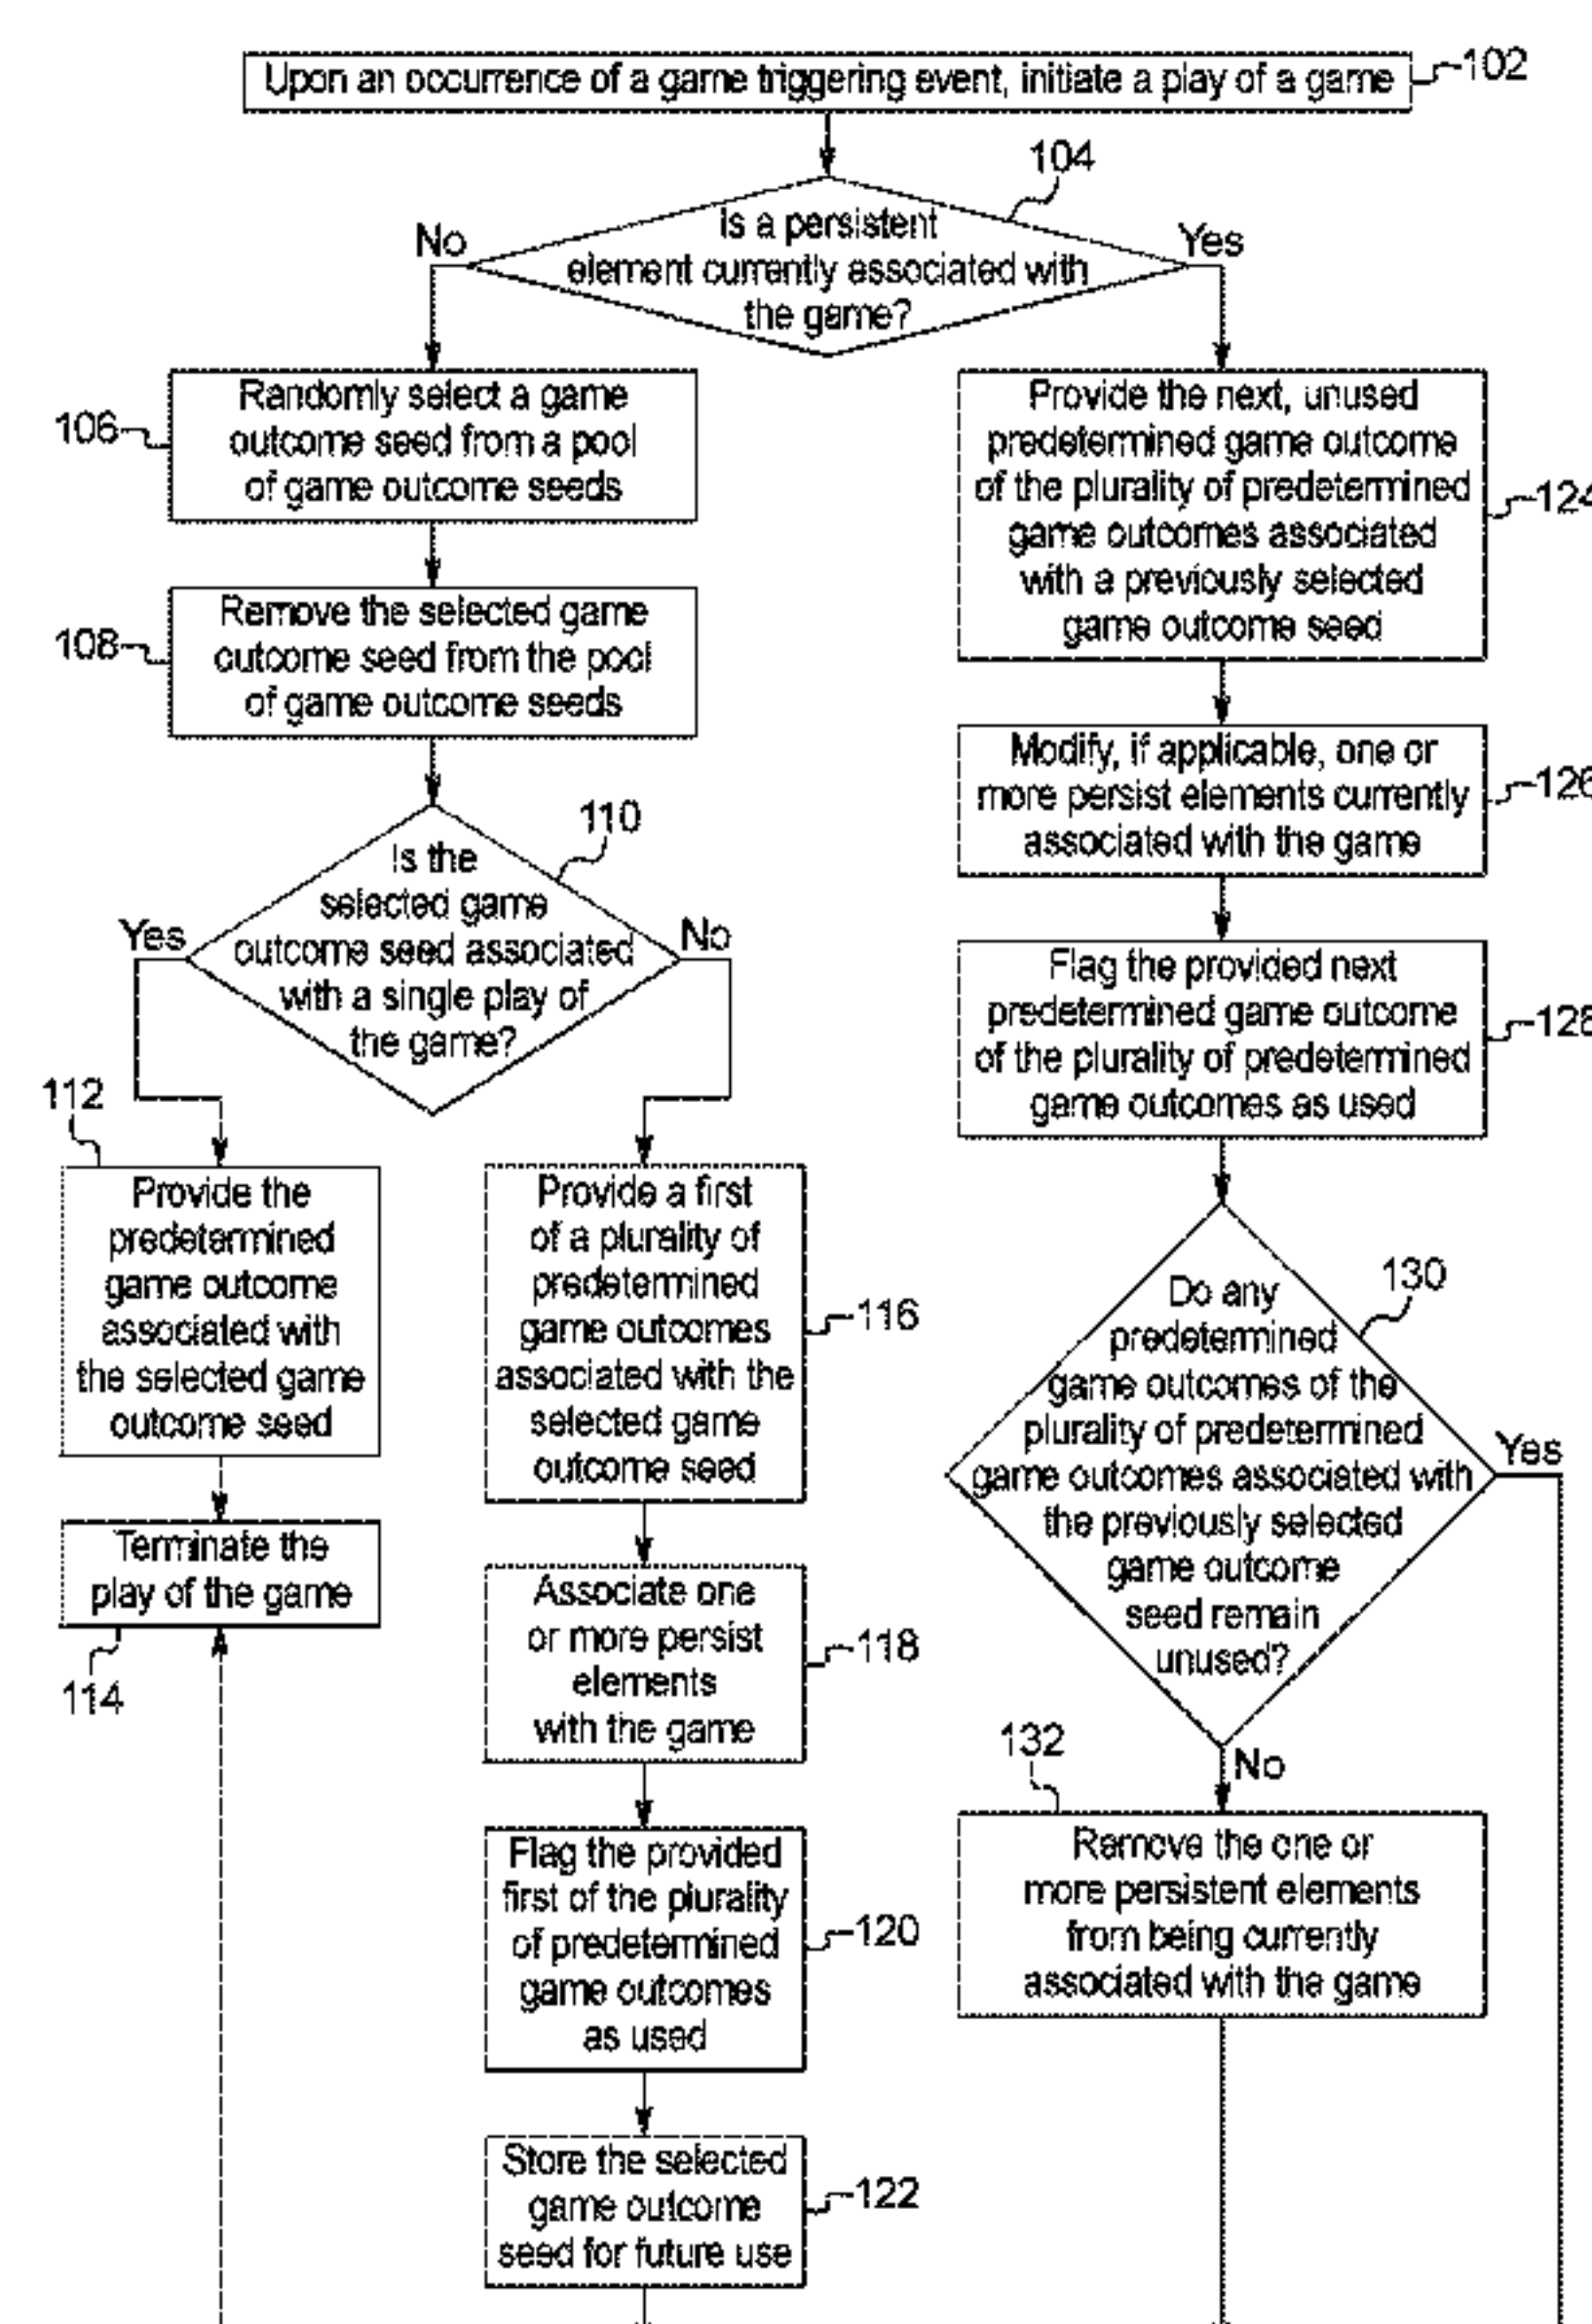 Upon an occurrence of a game triggering event, initiate a play of a game
102
104
No
Is a persistent
element currently associated with
the game?
Yes
106
Randomly select a game
outcome seed from a pool
of game outcome seeds
108
Remove the selected game
outcome seed from the pool
of game outcome seeds
110
Yes
Is the
selected game
outcome seed associated
with a single play of
the game?
No
112
Provide the
predetermined
game outcome
associated with
the selected game
outcome seed
Terminate the
play of the game
114
Provide a first
of a plurality of
predetermined
game outcomes
associated with the
selected game
outcome seed
116
Associate one
or more persist
elements
with the game
118
Flag the provided
first of the plurality
of predetermined
game outcomes
as used
120
Store the selected
game outcome
seed for future use
122
Provide the next, unused
predetermined game outcome
of the plurality of predetermined
game outcomes associated
with a previously selected
game outcome seed
124
Modify, if applicable, one or
more persist elements currently
associated with the game
126
Flag the provided next
predetermined game outcome
of the plurality of predetermined
game outcomes as used
128
130
Do any
predetermined
game outcomes of the
plurality of predetermined
game outcomes associated with
the previously selected
game outcome
seed remain
unused?
Yes
No
132
Remove the one or
more persistent elements
from being currently
associated with the game